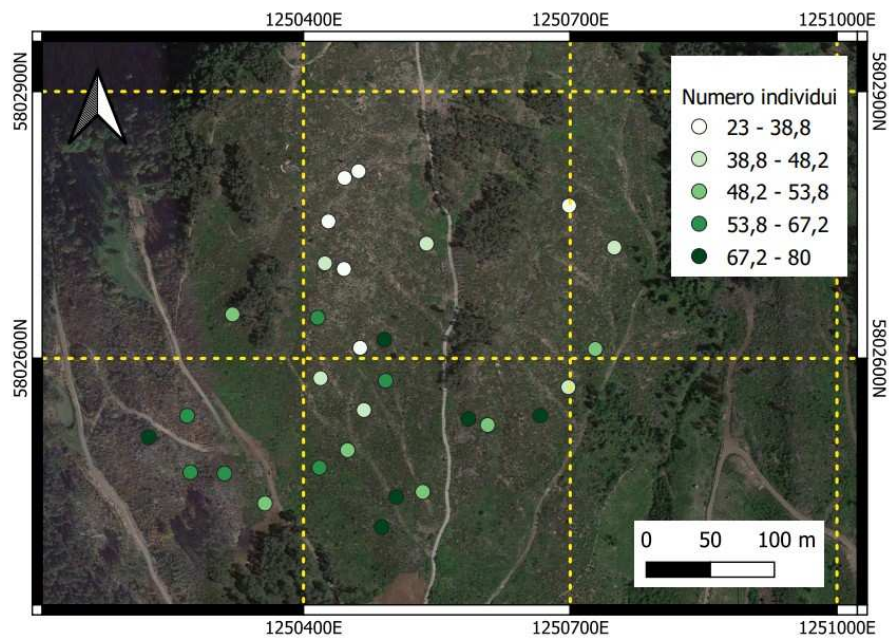 1250400E 1250700E 1251000E
5802900N 5802900N
Numero individui
23 - 38,8
38,8 - 48,2
48,2 - 53,8
53,8 - 67,2
67,2 - 80
5802600N 5802600N
0 50 100 m
1250400E 1250700E 1251000E